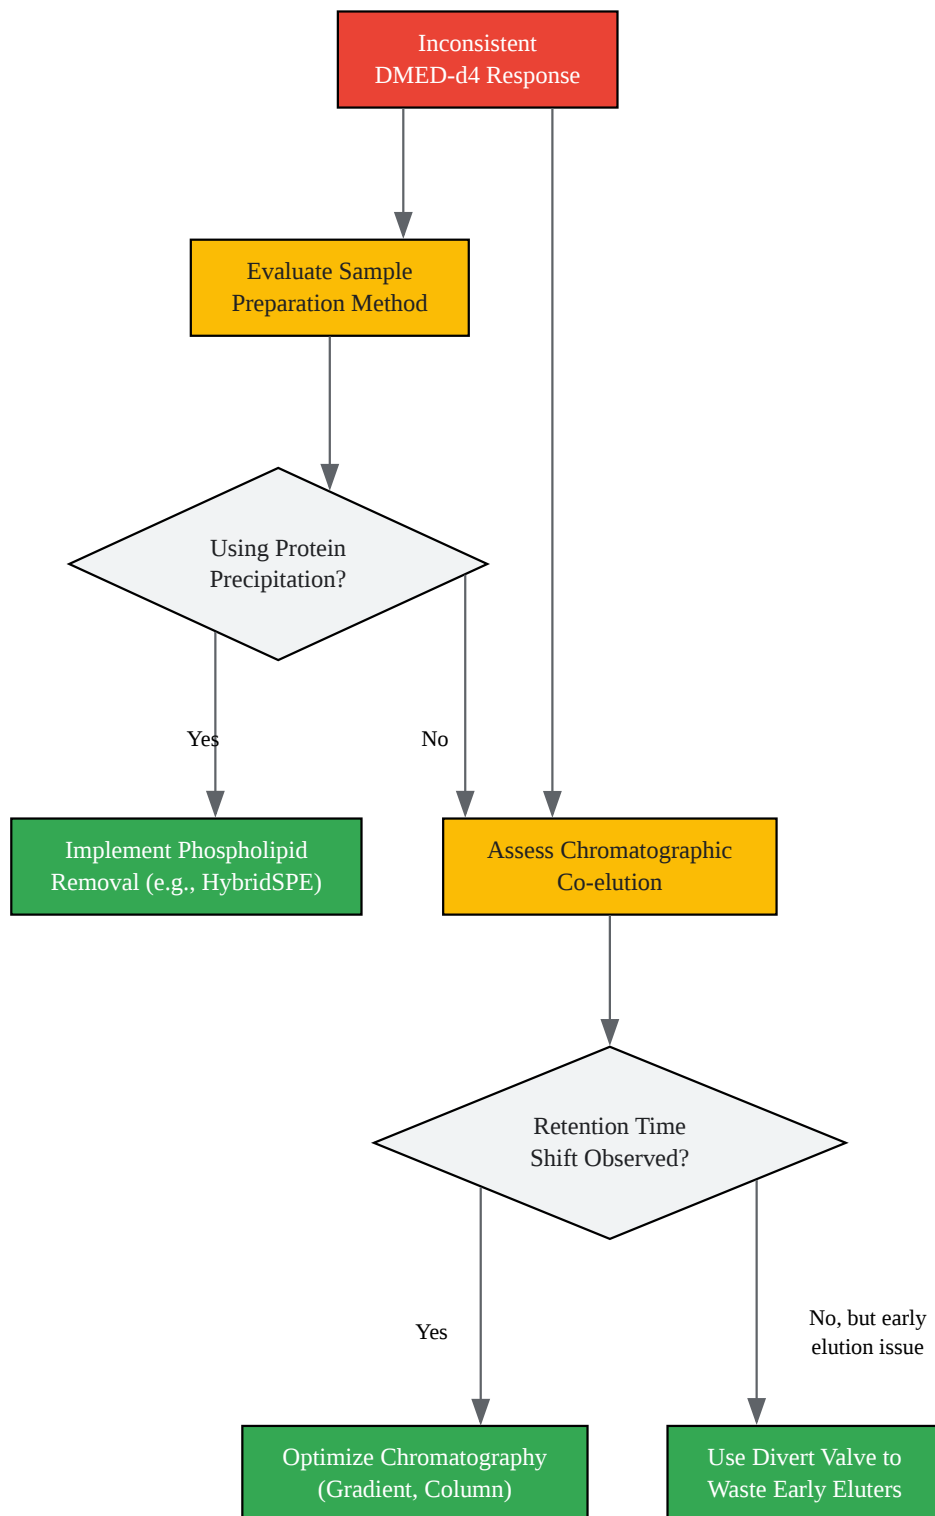 Inconsistent
DMED-d4 Response
Evaluate Sample
Preparation Method
Using Protein
Precipitation?
Yes
No
Implement Phospholipid
Removal (e.g., HybridSPE)
Assess Chromatographic
Co-elution
Retention Time
Shift Observed?
Yes
No, but early
elution issue
Optimize Chromatography
(Gradient, Column)
Use Divert Valve to
Waste Early Eluters